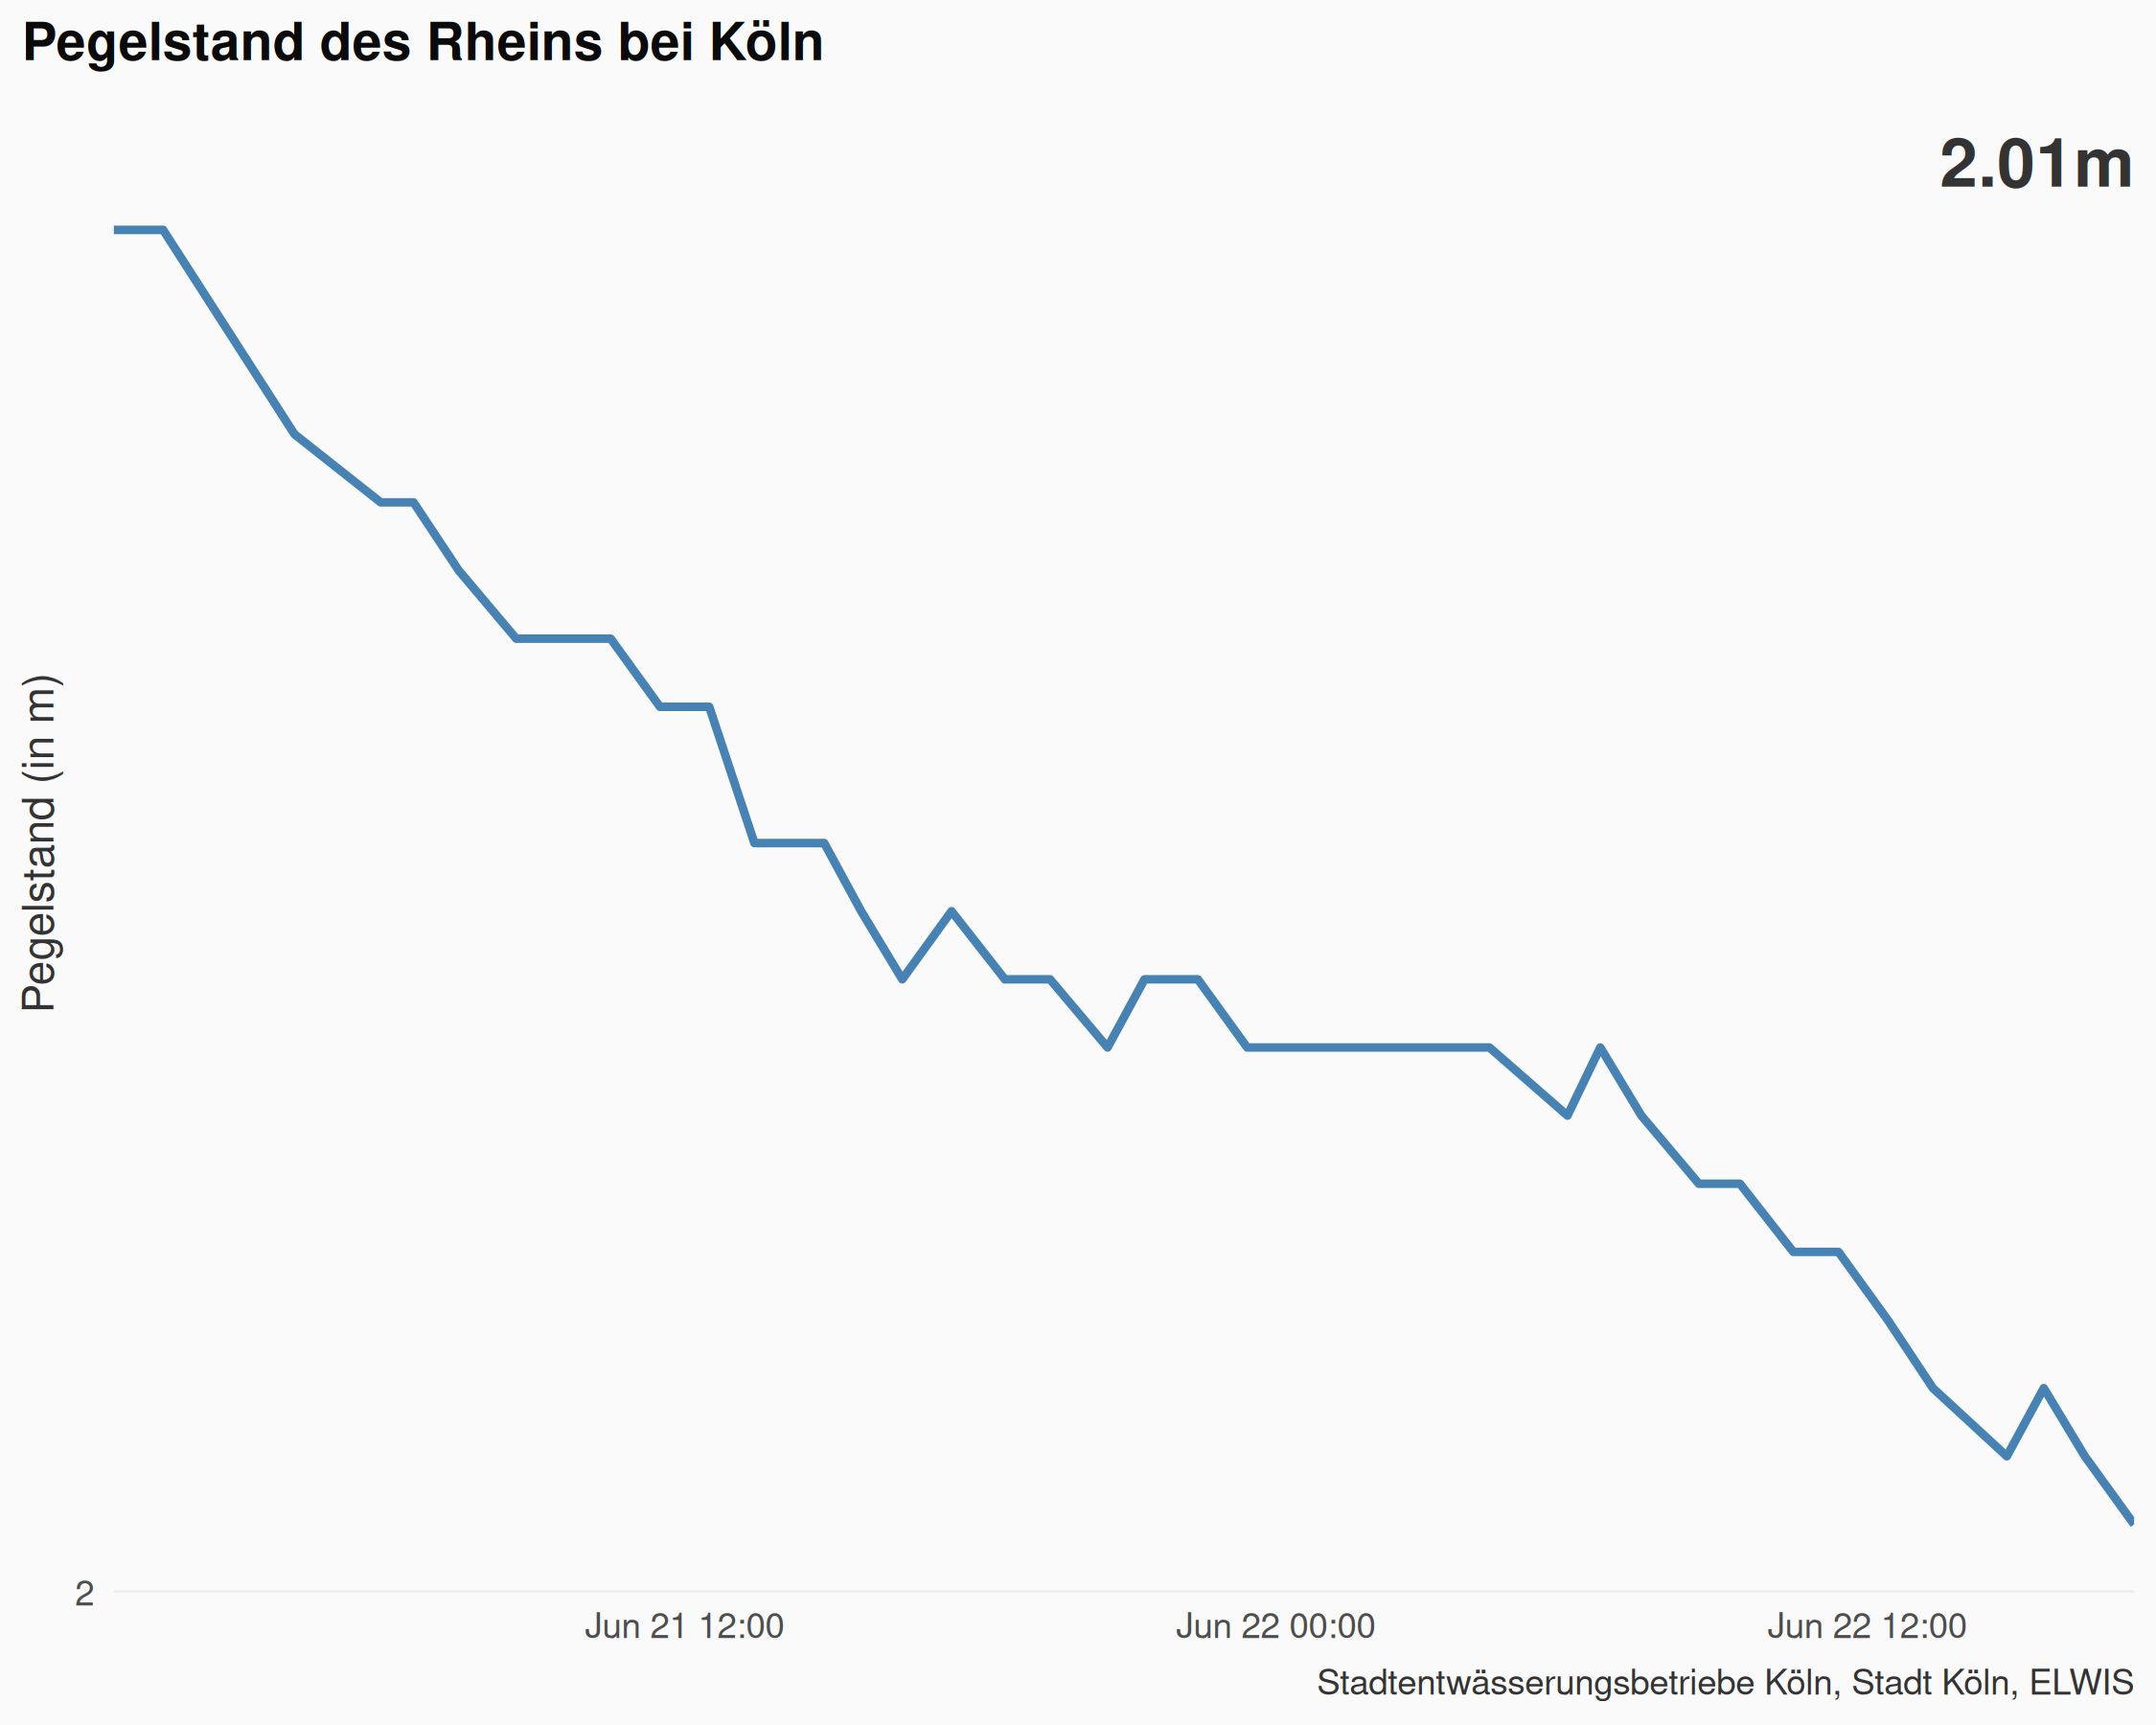 Pegelstand des Rheins bei Köln
2.01m
Pegelstand (in m)
2
Jun 21 12:00
Jun 22 00:00
Jun 22 12:00
Stadtentwässerungsbetriebe Köln, Stadt Köln, ELWIS